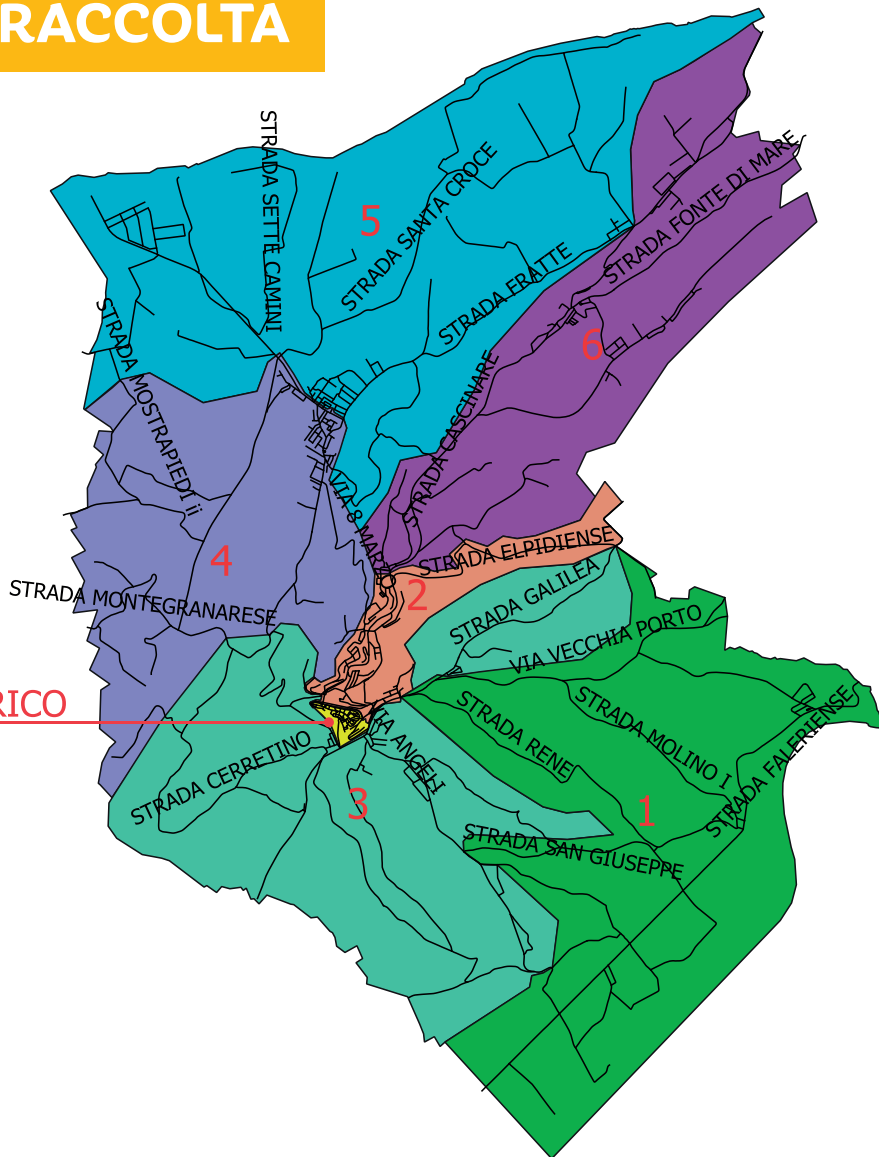 RACCOLTA
STRADA SETTE CAMINI
5
STRADA SANTA CROCE
STRADA FONTE DI MARE
STRADA FRATTE
STRADA MOSTRAPIEDI ii
6
STRADA CASCINARE
VIA 8 MARZO
4
STRADA ELPIDIENSE
STRADA MONTEGRANARESE
2
STRADA GALILEA
VIA VECCHIA PORTO
RICO
STRADA RENE
STRADA MOLINO I
STRADA FALERIENSE
VIA ANGELI
STRADA CERRETINO
3
1
STRADA SAN GIUSEPPE